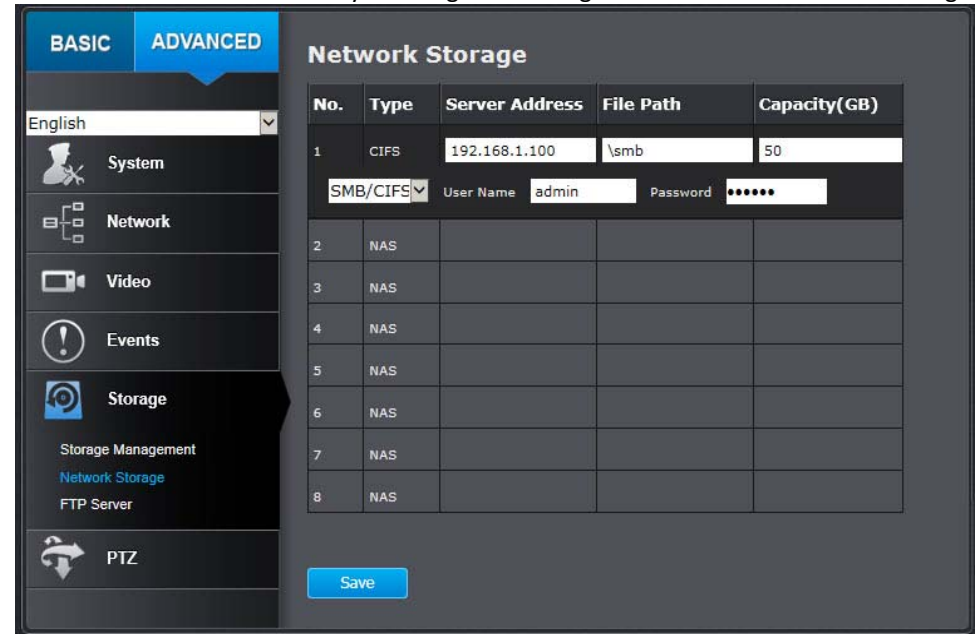 BASIC ADVANCED
English
System
Network
Video
Events
Storage
Storage Management
Network Storage
FTP Server
PTZ
Network Storage
No. Type Server Address File Path Capacity(GB)
1 CIFS 192.168.1.100 \smb 50
SMB/CIFS User Name admin Password ••••••
2 NAS
3 NAS
4 NAS
5 NAS
6 NAS
7 NAS
8 NAS
Save